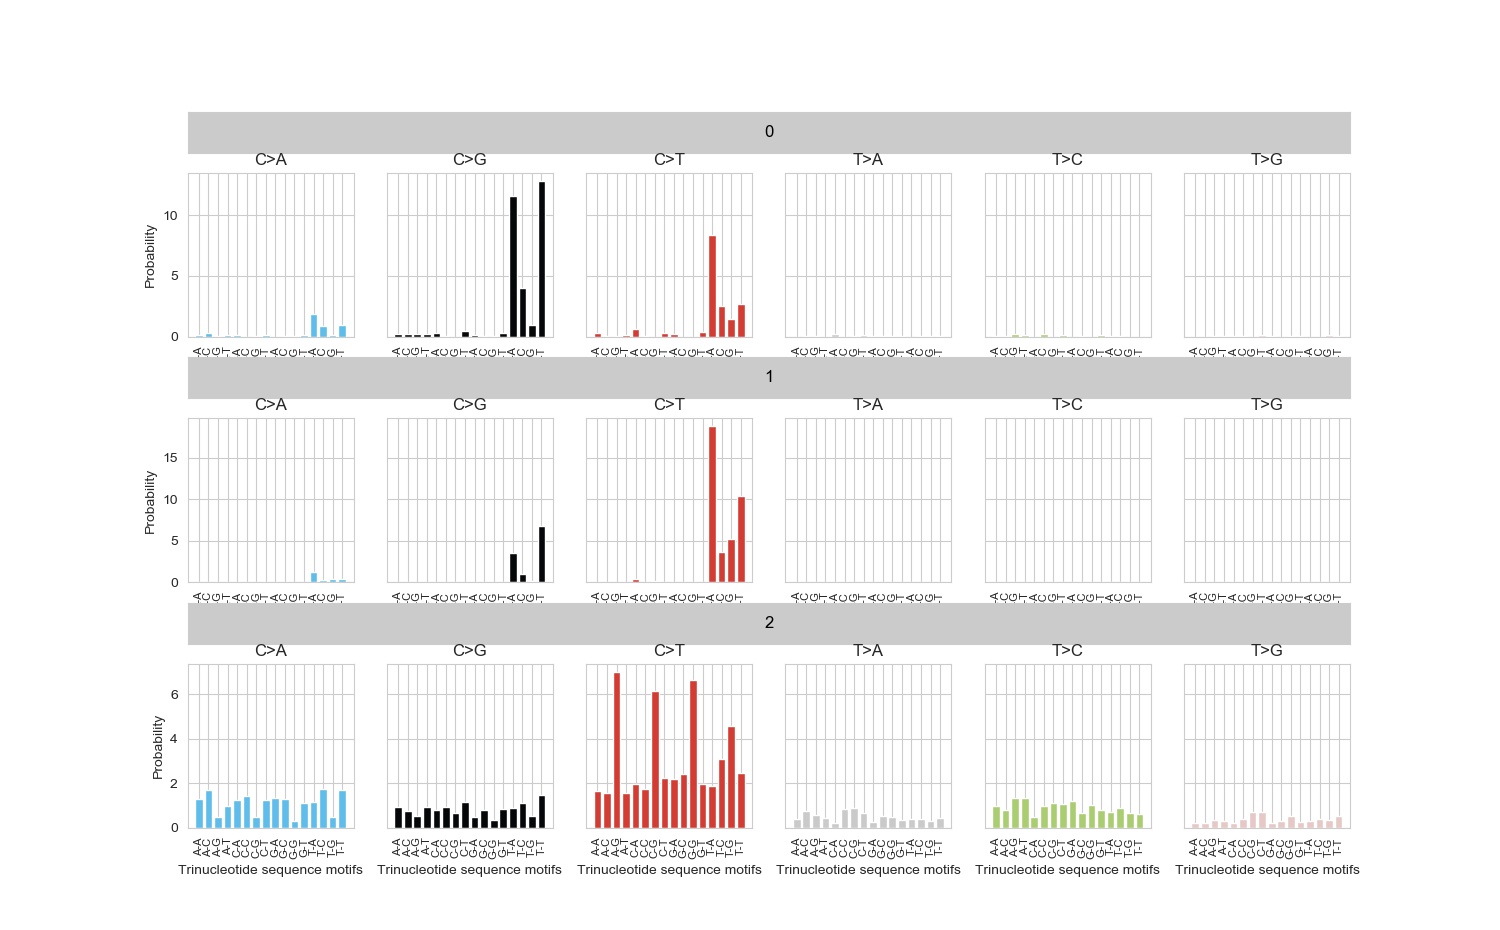 0
C>A C>G C>T T>A T>C T>G
Probability
10
5
0
1
C>A C>G C>T T>A T>C T>G
Probability
15
10
5
0
2
C>A C>G C>T T>A T>C T>G
Probability
6
4
2
0
A-A A-C A-G A-T C-A C-C C-G C-T G-A G-C G-G G-T T-A T-C T-G T-T A-A A-C A-G A-T C-A C-C C-G C-T G-A G-C G-G G-T T-A T-C T-G T-T A-A A-C A-G A-T C-A C-C C-G C-T G-A G-C G-G G-T T-A T-C T-G T-T A-A A-C A-G A-T C-A C-C C-G C-T G-A G-C G-G G-T T-A T-C T-G T-T A-A A-C A-G A-T C-A C-C C-G C-T G-A G-C G-G G-T T-A T-C T-G T-T A-A A-C A-G A-T C-A C-C C-G C-T G-A G-C G-G G-T T-A T-C T-G T-T
Trinucleotide sequence motifs Trinucleotide sequence motifs Trinucleotide sequence motifs Trinucleotide sequence motifs Trinucleotide sequence motifs Trinucleotide sequence motifs